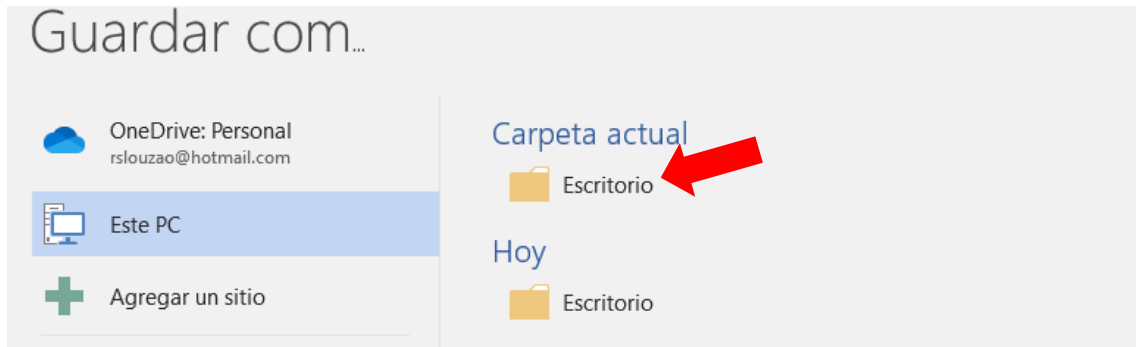 Guardar com...
OneDrive: Personal
rslouzao@hotmail.com
Este PC
Agregar un sitio
Carpeta actual
Escritorio
Hoy
Escritorio